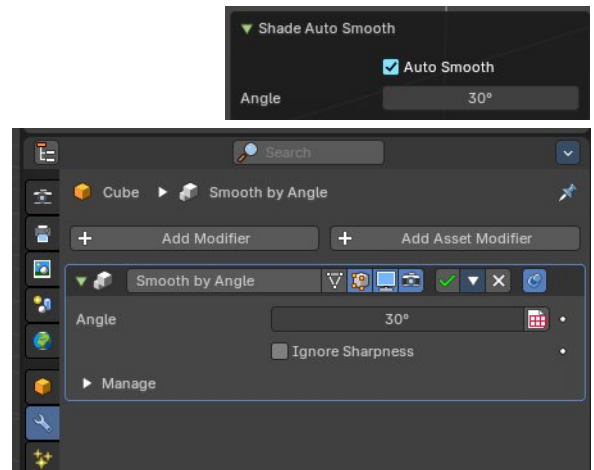 Shade Auto Smooth
Auto Smooth
Angle 30°
Search
Cube Smooth by Angle
+ Add Modifier + Add Asset Modifier
Smooth by Angle
Angle 30°
Ignore Sharpness
Manage